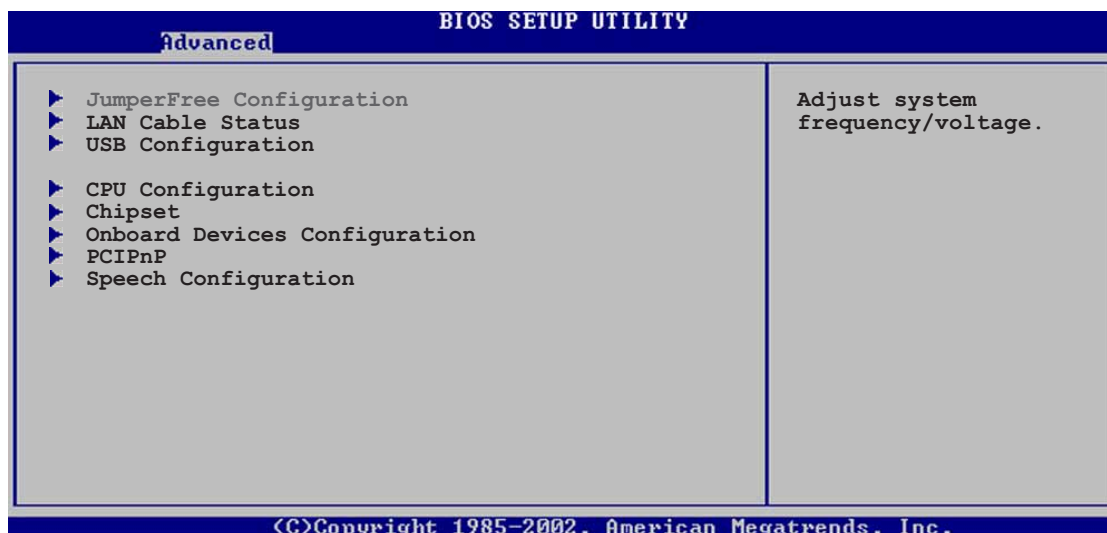 BIOS SETUP UTILITY
Advanced
JumperFree Configuration
LAN Cable Status
USB Configuration
CPU Configuration
Chipset
Onboard Devices Configuration
PCIPnP
Speech Configuration
Adjust system
frequency/voltage.
(C)Copyright 1985-2002, American Megatrends, Inc.